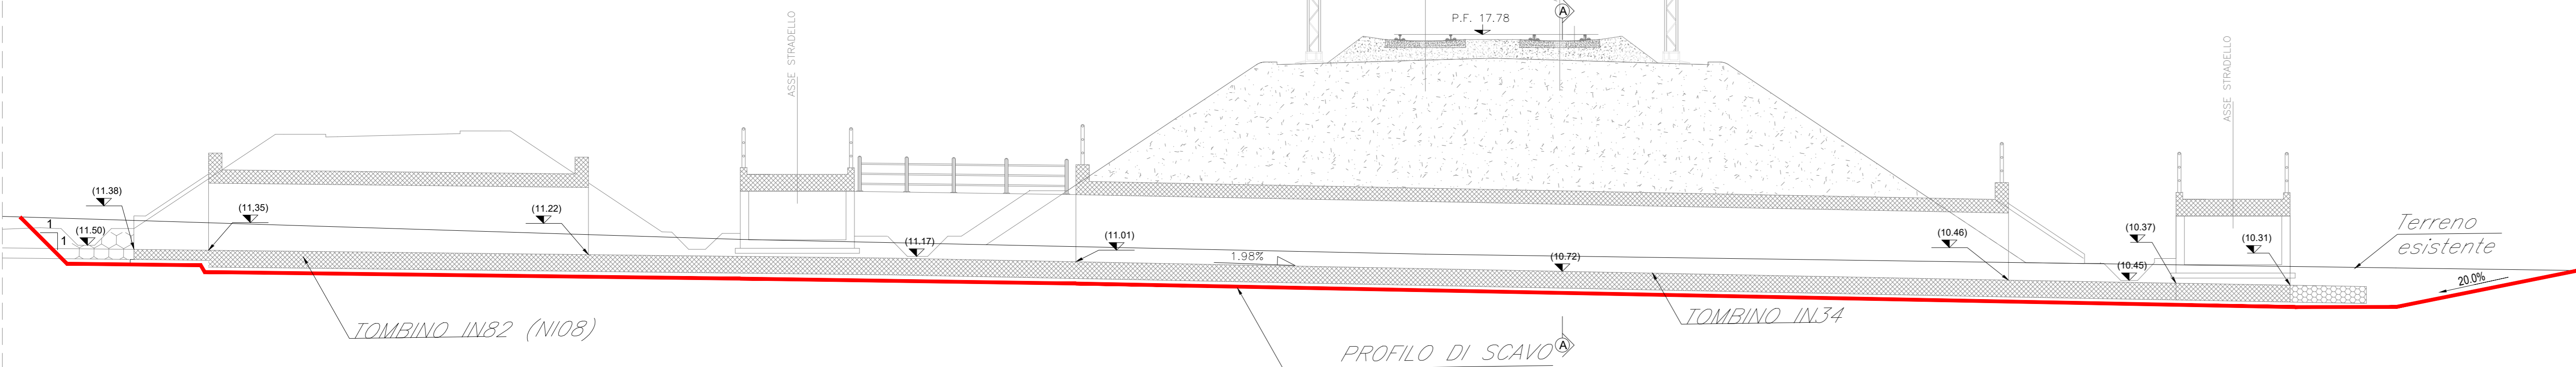 A
P.F. 17.78
ASSE STRADELLO
ASSE STRADELLO
(11.38)
(11,35)
(11.22)
1
1
(11.50)
(11.17)
(11.01)
1.98%
(10.72)
(10.46)
(10.37)
(10.31)
(10.45)
Terreno
esistente
20.0%
TOMBINO IN82 (NI08)
TOMBINO IN34
PROFILO DI SCAVO
A